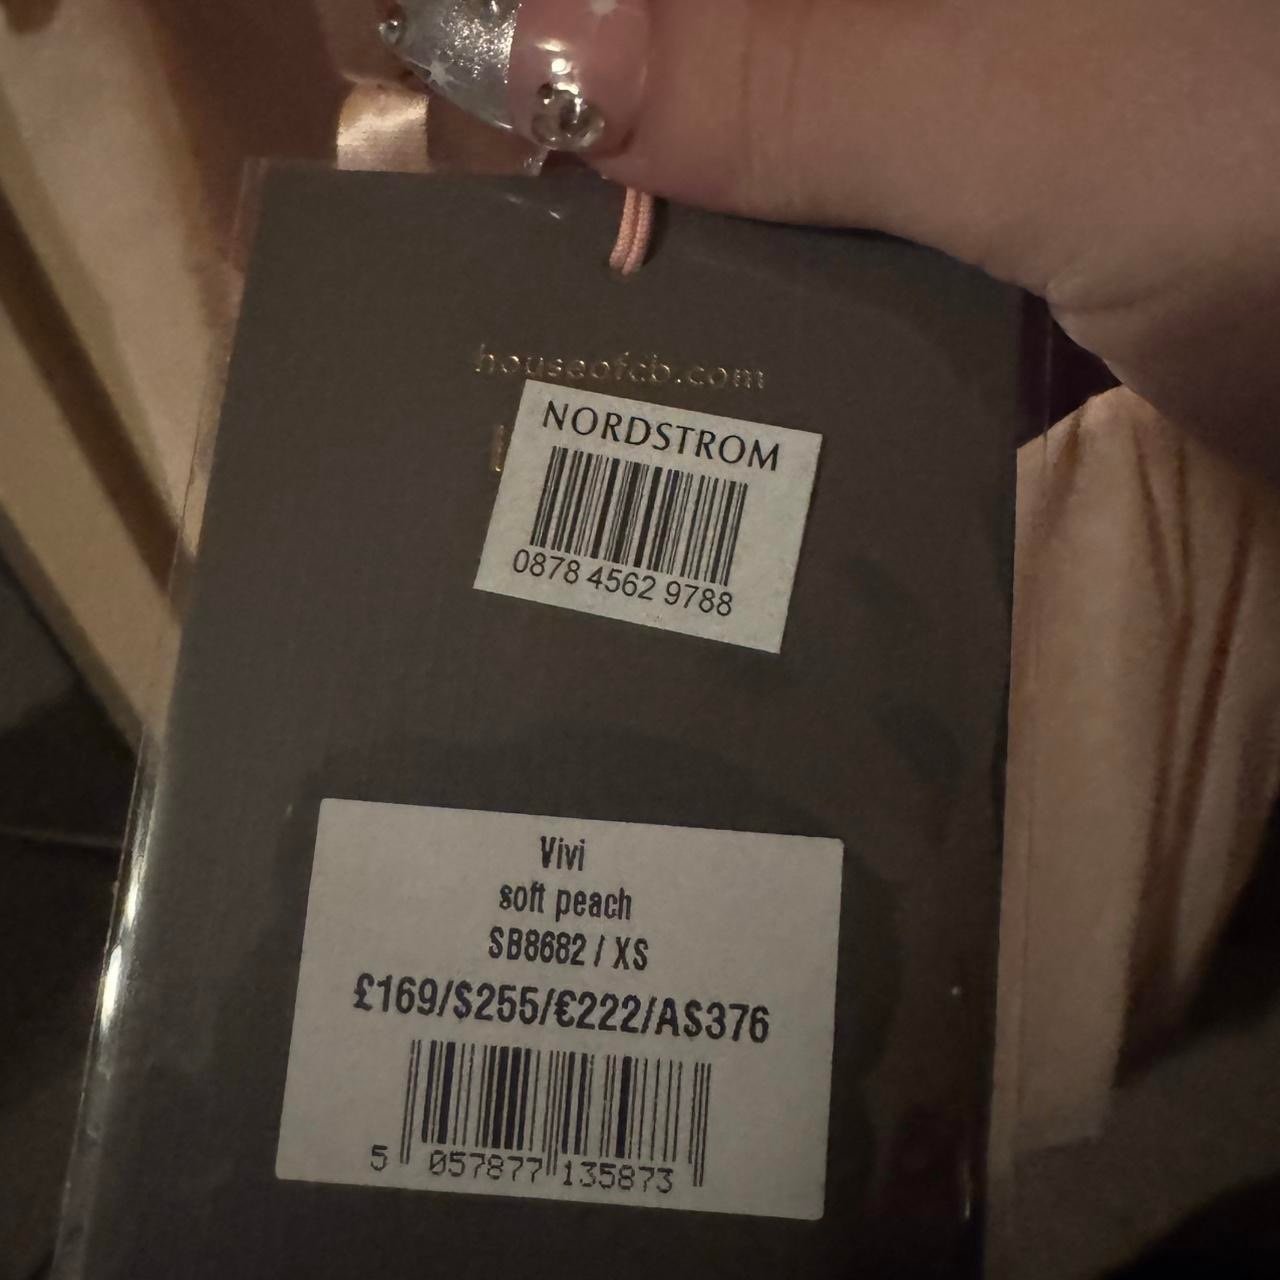 houseofcb.com
NORDSTROM
0878 4562 9788
Vivi
soft peach
SB8682 / XS
£169/$255/€222/A$376
5 057877 135873